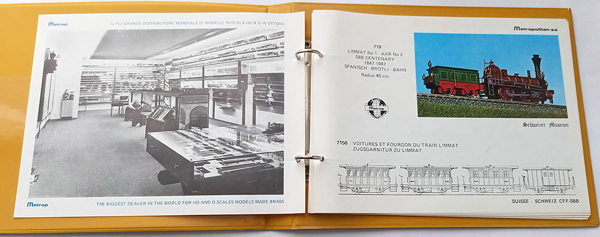 Metrop
IL PIÙ GRANDE DISTRIBUTORE MONDIALE DI MODELLI IN SCALA HO & O IN OTTONE
Metrop
THE BIGGEST DEALER IN THE WORLD FOR HO AND O SCALES MODELS MADE BRASS
Metropolitan s.a
719
LIMMAT No 1 - AAR No 2
SBB CENTENARY
1847 1947
SPANISCH - BRÖTLI - BAHN
Radius 40 cm.
Metrop
Schweizer Museum
7150 VOITURES ET FOURGON DU TRAIN LIMMAT
ZUGSGARNITUR ZU LIMMAT
SUISSE - SCHWEIZ CFF-SBB